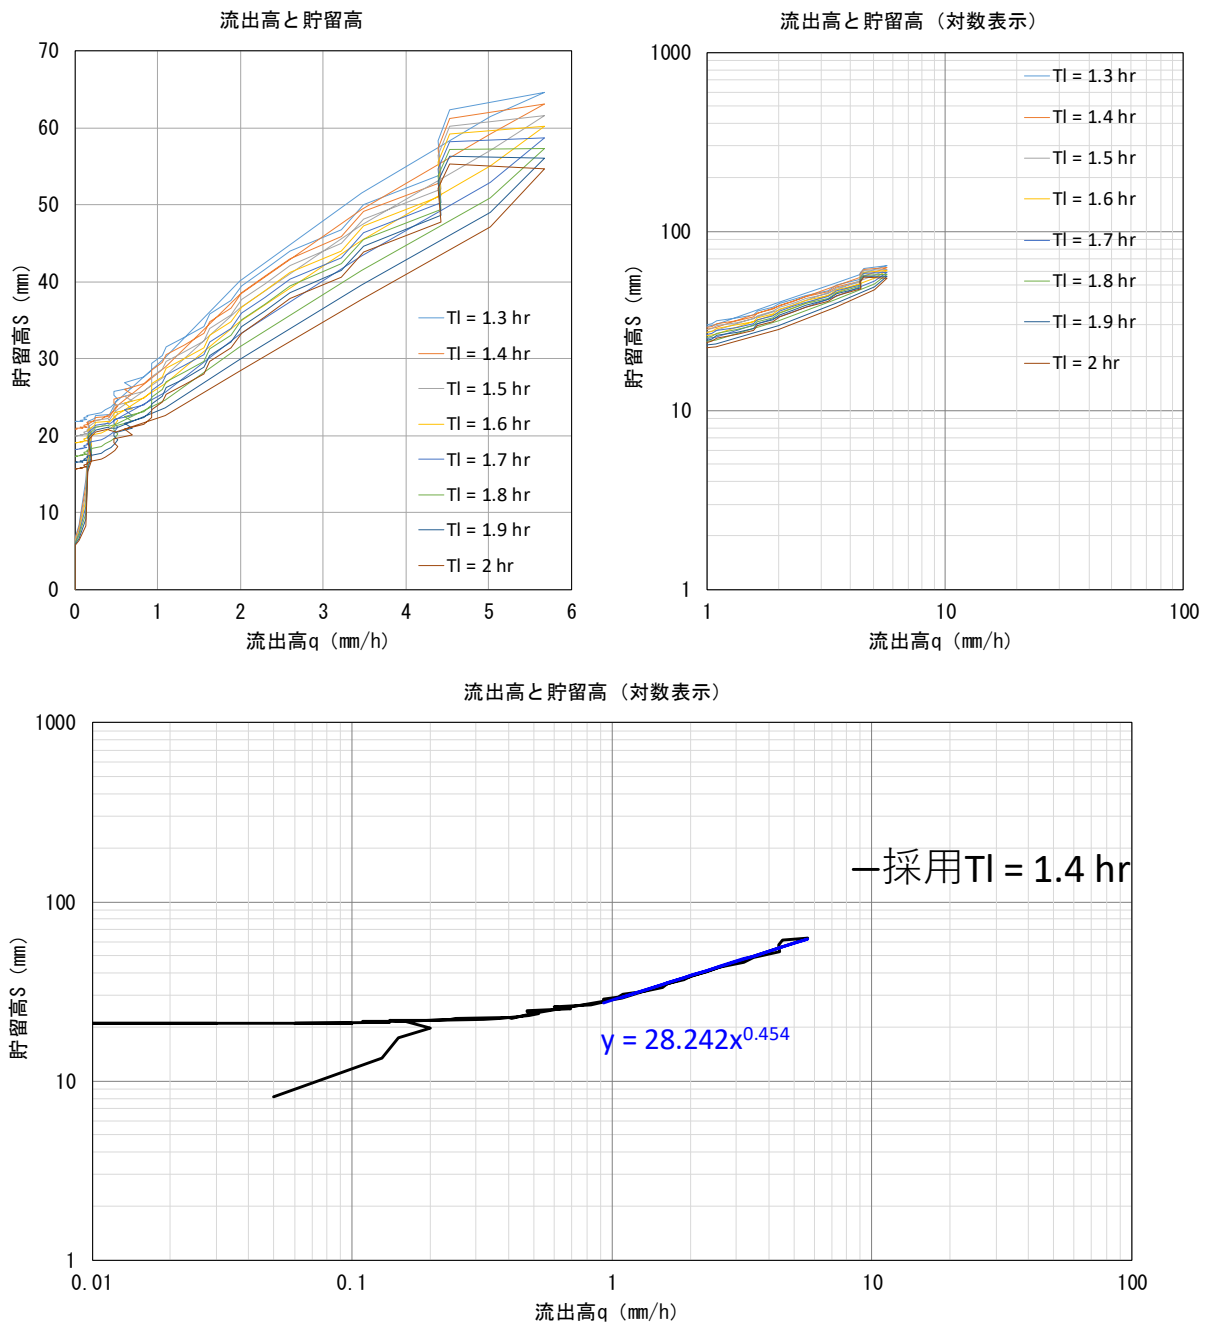 流出高と貯留高
70
60
50
40
30
20
10
0
0 1 2 3 4 5 6
貯留高S (mm)
流出高q (mm/h)
Tl = 1.3 hr
Tl = 1.4 hr
Tl = 1.5 hr
Tl = 1.6 hr
Tl = 1.7 hr
Tl = 1.8 hr
Tl = 1.9 hr
Tl = 2 hr
流出高と貯留高 (対数表示)
1000
100
10
1
1 10 100
貯留高S (mm)
流出高q (mm/h)
Tl = 1.3 hr
Tl = 1.4 hr
Tl = 1.5 hr
Tl = 1.6 hr
Tl = 1.7 hr
Tl = 1.8 hr
Tl = 1.9 hr
Tl = 2 hr
流出高と貯留高 (対数表示)
1000
100
10
1
0.01 0.1 1 10 100
貯留高S (mm)
流出高q (mm/h)
採用Tl = 1.4 hr
y = 28.242x^0.454